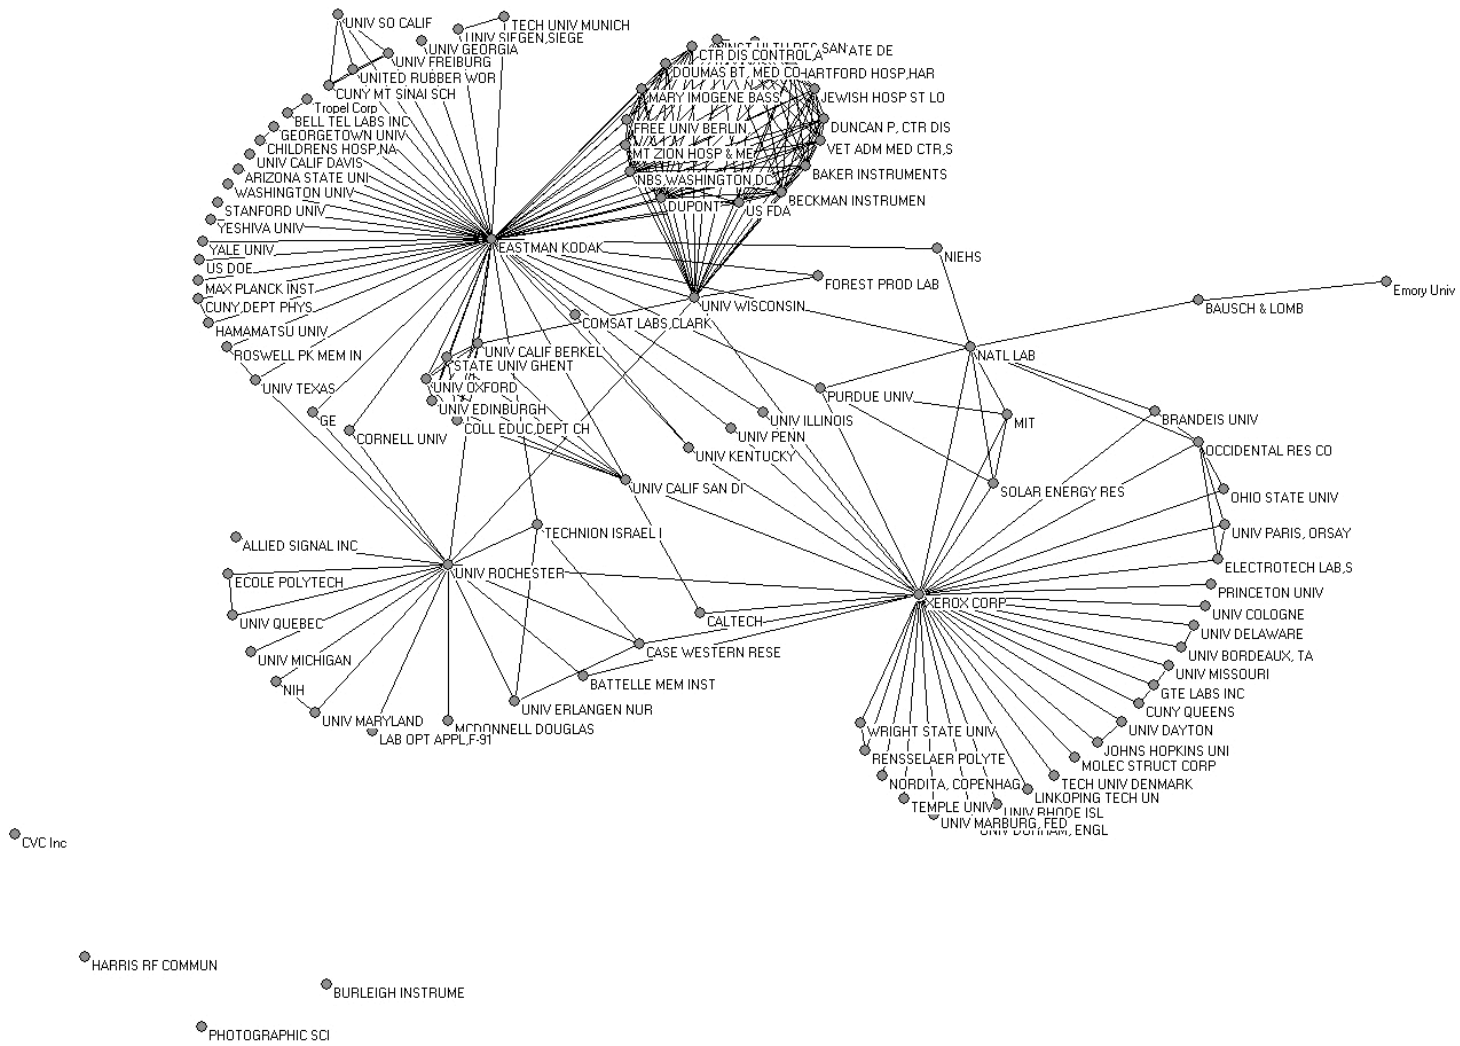 UNIV SO CALIF
TECH UNIV MUNICH
UNIV SIEGEN,SIEGE
UNIV GEORGIA
UNIV FREIBURG
UNITED RUBBER WOR
CUNY MT SINAI SCH
Tropel Corp
BELL TEL LABS INC
GEORGETOWN UNIV
CHILDRENS HOSP,NA
UNIV CALIF DAVIS
ARIZONA STATE UNI
WASHINGTON UNIV
STANFORD UNIV
YESHIVA UNIV
YALE UNIV
US DOE
MAX PLANCK INST
CUNY,DEPT PHYS
HAMAMATSU UNIV
ROSWELL PK MEM IN
UNIV TEXAS
GE
CORNELL UNIV
ATE DE
CTR DIS CONTROL,A
DOUMAS BT, MED CO
HARTFORD HOSP,HAR
MARY IMOGENE BASS
JEWISH HOSP ST LO
FREE UNIV BERLIN
DUNCAN P, CTR DIS
MT ZION HOSP & ME
VET ADM MED CTR,S
NBS,WASHINGTON,DC
BAKER INSTRUMENTS
DUPONT
US FDA
BECKMAN INSTRUMEN
EASTMAN KODAK
NIEHS
FOREST PROD LAB
UNIV WISCONSIN
COMSAT LABS,CLARK
Emory Univ
BAUSCH & LOMB
NATL LAB
UNIV CALIF BERKEL
STATE UNIV GHENT
UNIV OXFORD
UNIV EDINBURGH
COLL EDUC,DEPT CH
PURDUE UNIV
UNIV ILLINOIS
UNIV PENN
UNIV KENTUCKY
MIT
BRANDEIS UNIV
OCCIDENTAL RES CO
UNIV CALIF SAN DI
SOLAR ENERGY RES
OHIO STATE UNIV
UNIV PARIS, ORSAY
ELECTROTECH LAB,S
TECHNION ISRAEL I
ALLIED SIGNAL INC
UNIV ROCHESTER
ECOLE POLYTECH
UNIV QUEBEC
UNIV MICHIGAN
NIH
UNIV MARYLAND
LAB OPT APPL,F-91
MCDONNELL DOUGLAS
UNIV ERLANGEN NUR
BATTELLE MEM INST
CASE WESTERN RESE
CALTECH
XEROX CORP
PRINCETON UNIV
UNIV COLOGNE
UNIV DELAWARE
UNIV BORDEAUX, TA
UNIV MISSOURI
GTE LABS INC
CUNY QUEENS
UNIV DAYTON
JOHNS HOPKINS UNI
MOLEC STRUCT CORP
TECH UNIV DENMARK
LINKOPING TECH UN
UNIV RHODE ISL
UNIV DURHAM, ENGL
UNIV MARBURG, FED
TEMPLE UNIV
NORDITA, COPENHAG
RENSSELAER POLYTE
WRIGHT STATE UNIV
CVC Inc
HARRIS RF COMMUN
BURLEIGH INSTRUME
PHOTOGRAPHIC SCI